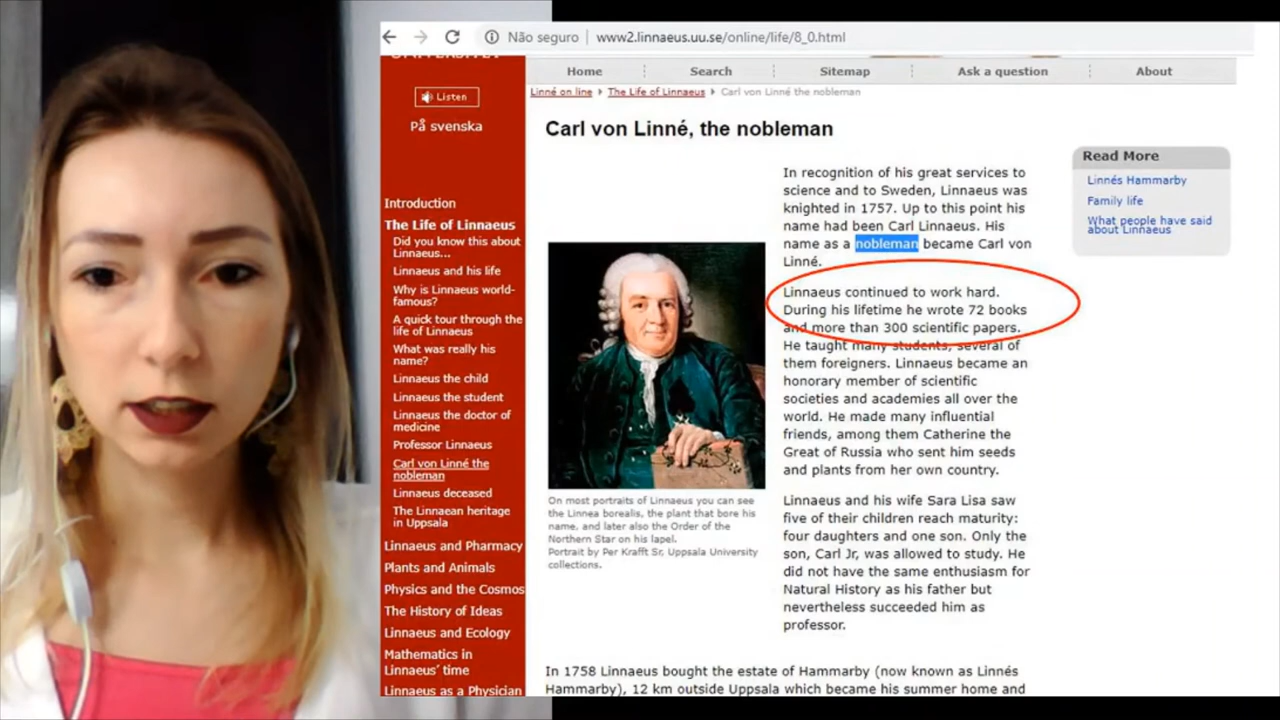 Não seguro
www2.linnaeus.uu.se/online/life/8_0.html
Home
Search
Sitemap
Ask a question
About
Listen
På svenska
Introduction
The Life of Linnaeus
Did you know this about
Linnaeus...
Linnaeus and his life
Why is Linnaeus world-
famous?
A quick tour through the
life of Linnaeus
What was really his
name?
Linnaeus the child
Linnaeus the student
Linnaeus the doctor of
medicine
Professor Linnaeus
Carl von Linné the
nobleman
Linnaeus deceased
The Linnaean heritage
in Uppsala
Linnaeus and Pharmacy
Plants and Animals
Physics and the Cosmos
The History of Ideas
Linnaeus and Ecology
Mathematics in
Linnaeus' time
Linnaeus as a Physician
Linné on line
The Life of Linnaeus
Carl von Linné the nobleman
Carl von Linné, the nobleman
In recognition of his great services to
science and to Sweden, Linnaeus was
knighted in 1757. Up to this point his
name had been Carl Linnaeus. His
name as a nobleman became Carl von
Linné.
Linnaeus continued to work hard.
During his lifetime he wrote 72 books
and more than 300 scientific papers.
He taught many students, several of
them foreigners. Linnaeus became an
honorary member of scientific
societies and academies all over the
world. He made many influential
friends, among them Catherine the
Great of Russia who sent him seeds
and plants from her own country.
Linnaeus and his wife Sara Lisa saw
five of their children reach maturity:
four daughters and one son. Only the
son, Carl Jr, was allowed to study. He
did not have the same enthusiasm for
Natural History as his father but
nevertheless succeeded him as
professor.
On most portraits of Linnaeus you can see
the Linnea borealis, the plant that bore his
name, and later also the Order of the
Northern Star on his lapel.
Portrait by Per Krafft Sr, Uppsala University
collections.
In 1758 Linnaeus bought the estate of Hammarby (now known as Linnés
Hammarby), 12 km outside Uppsala which became his summer home and
Read More
Linnés Hammarby
Family life
What people have said
about Linnaeus